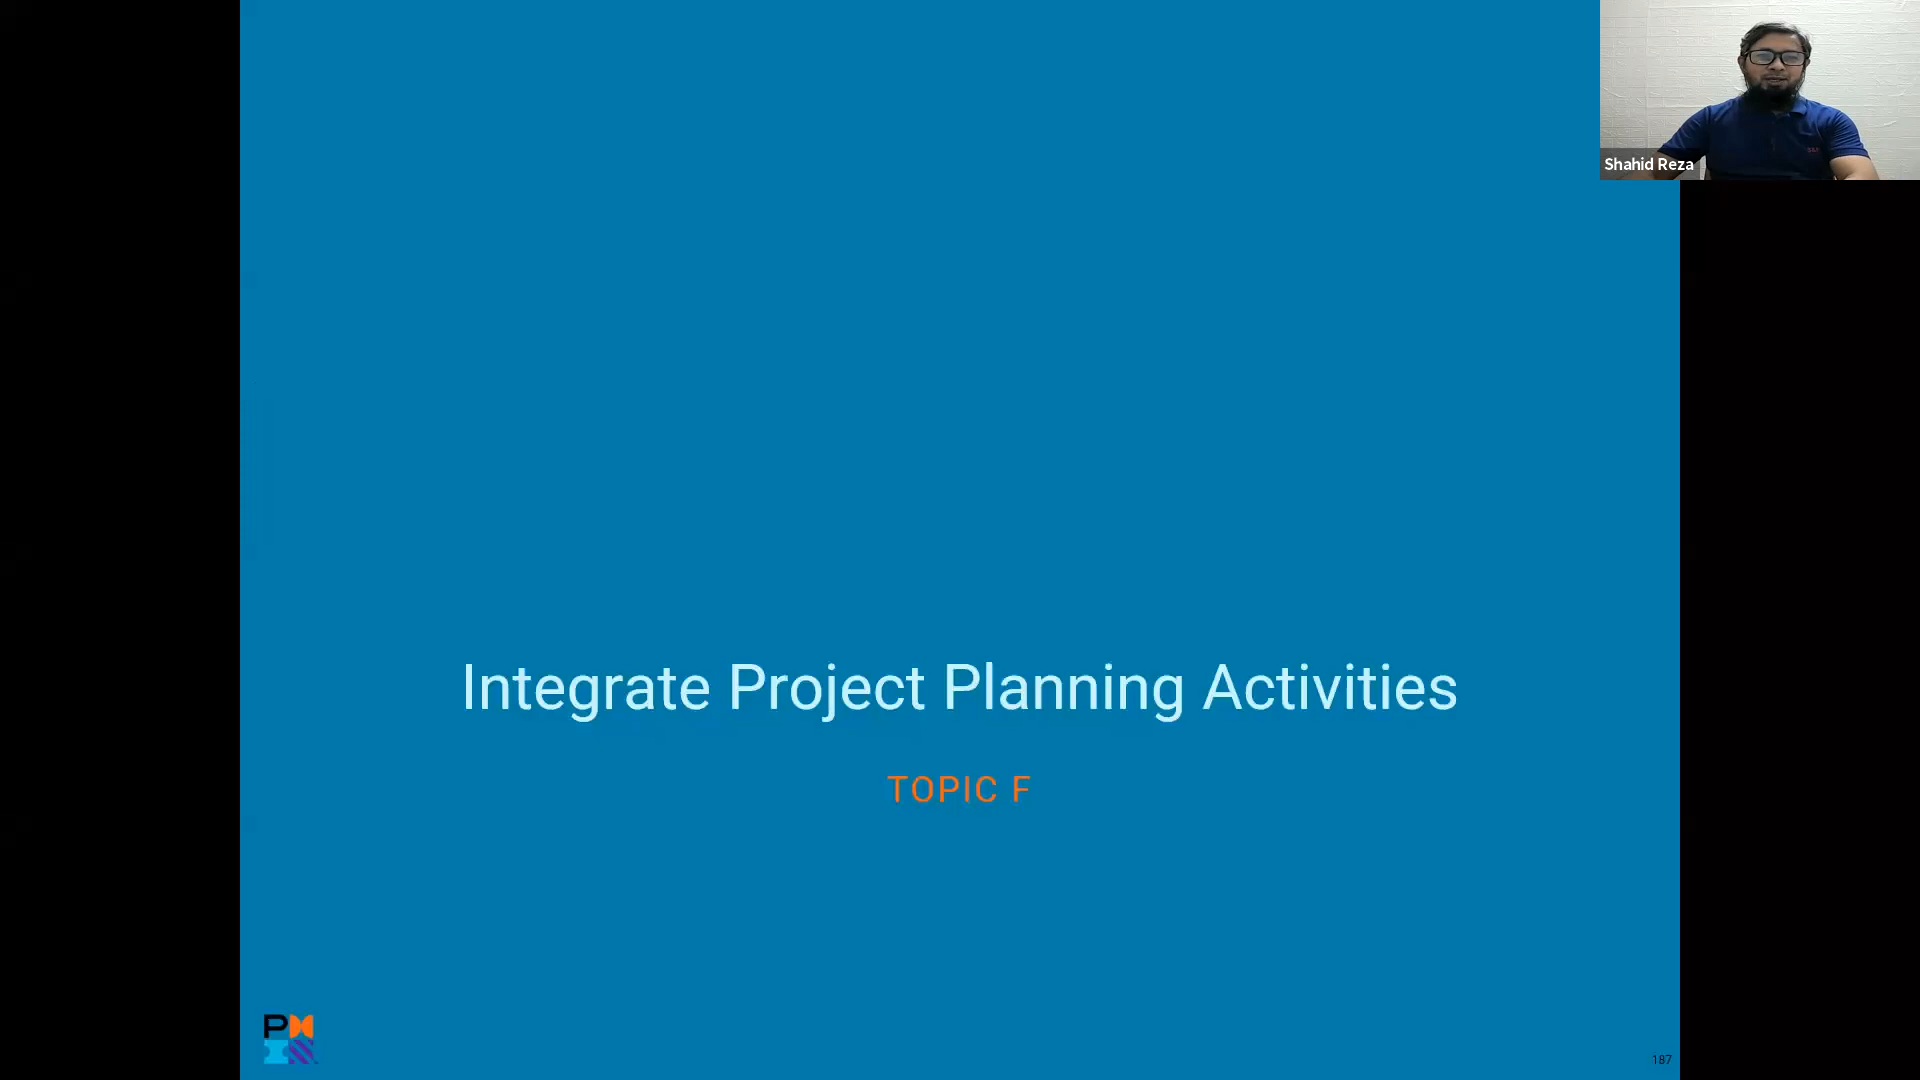 Shahid Reza
Integrate Project Planning Activities
TOPIC F
187